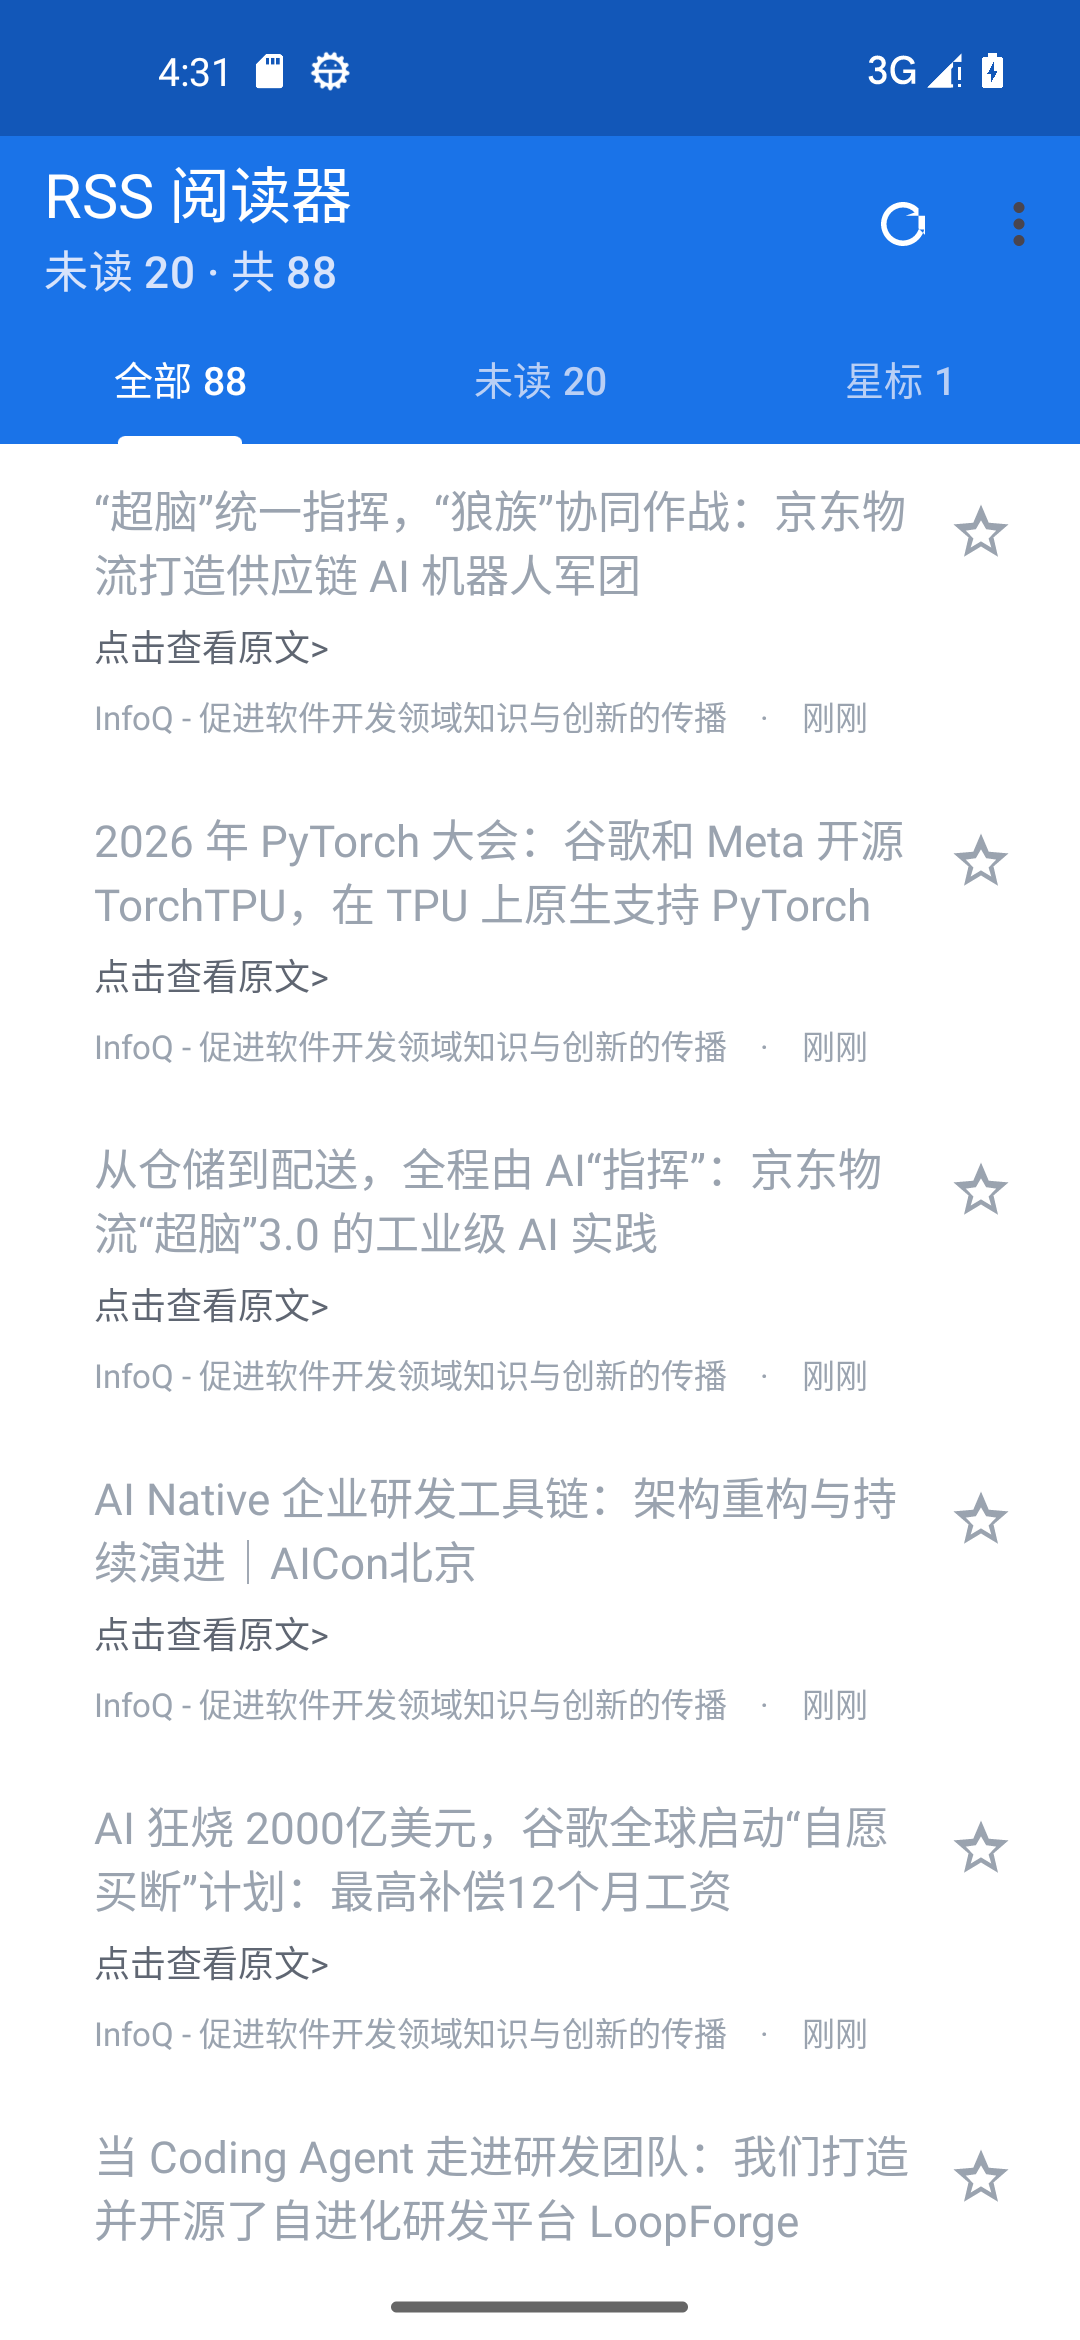 4:31
3G
RSS 阅读器
未读 20 · 共 88
全部 88
未读 20
星标 1
“超脑”统一指挥，“狼族”协同作战：京东物
流打造供应链 AI 机器人军团
点击查看原文>
InfoQ - 促进软件开发领域知识与创新的传播 · 刚刚
2026 年 PyTorch 大会：谷歌和 Meta 开源
TorchTPU，在 TPU 上原生支持 PyTorch
点击查看原文>
InfoQ - 促进软件开发领域知识与创新的传播 · 刚刚
从仓储到配送，全程由 AI“指挥”：京东物
流“超脑”3.0 的工业级 AI 实践
点击查看原文>
InfoQ - 促进软件开发领域知识与创新的传播 · 刚刚
AI Native 企业研发工具链：架构重构与持
续演进｜AICon北京
点击查看原文>
InfoQ - 促进软件开发领域知识与创新的传播 · 刚刚
AI 狂烧 2000亿美元，谷歌全球启动“自愿
买断”计划：最高补偿12个月工资
点击查看原文>
InfoQ - 促进软件开发领域知识与创新的传播 · 刚刚
当 Coding Agent 走进研发团队：我们打造
并开源了自进化研发平台 LoopForge